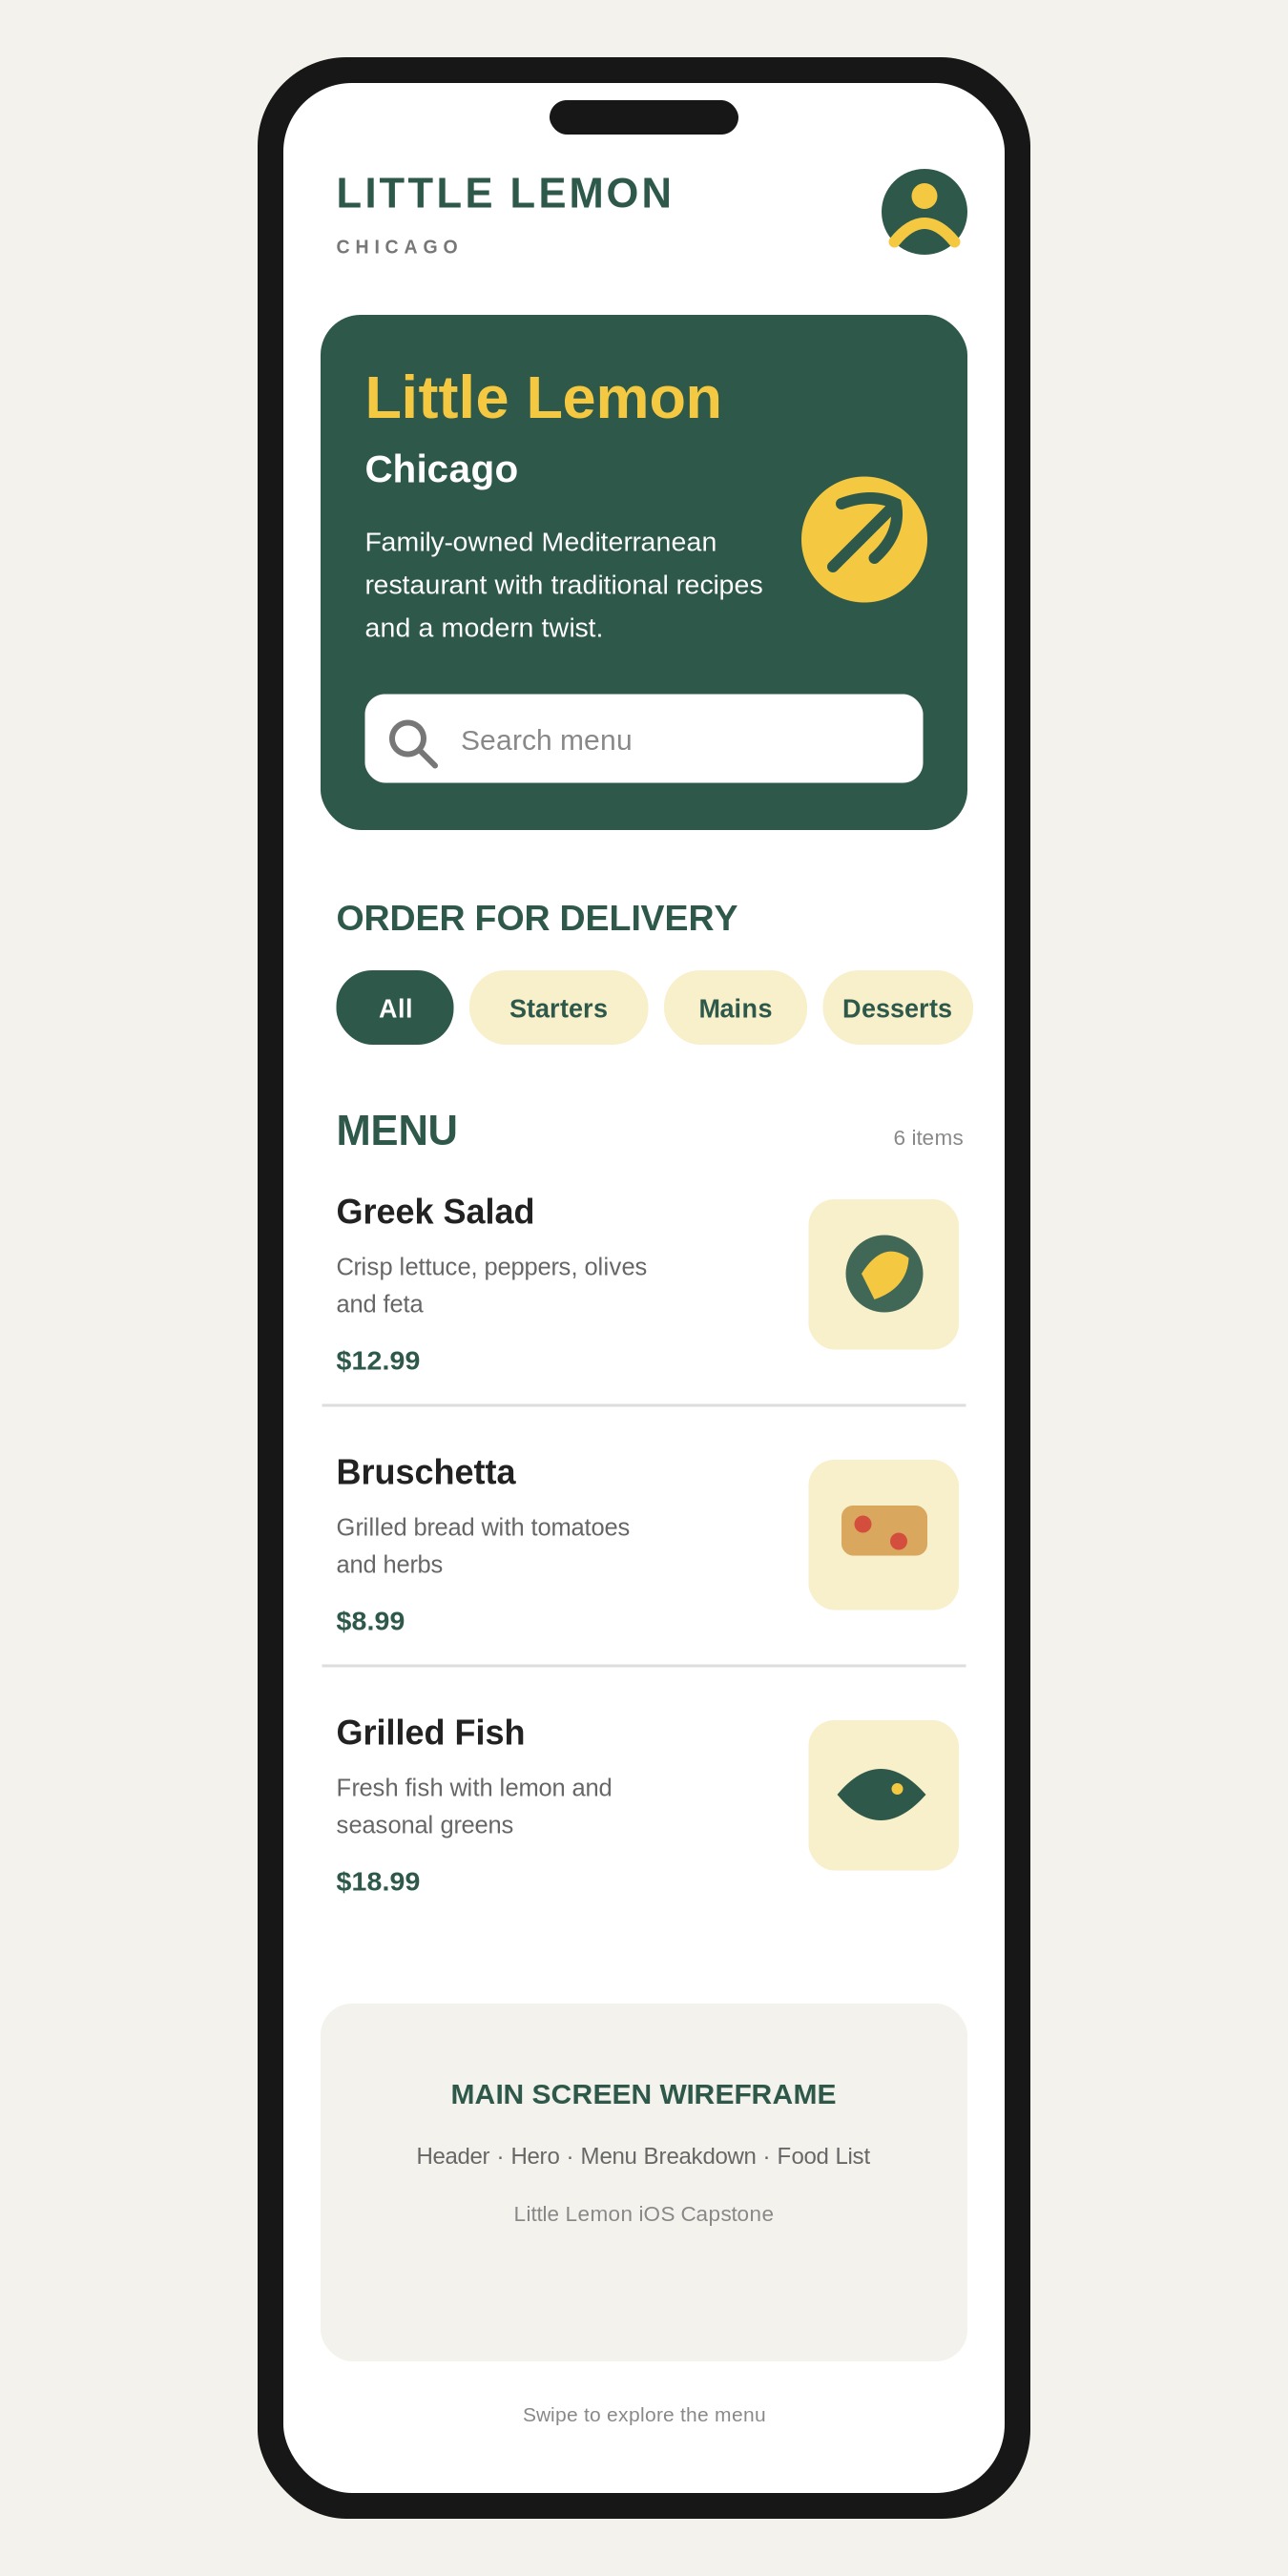 LITTLE LEMON
CHICAGO
Little Lemon
Chicago
Family-owned Mediterranean
restaurant with traditional recipes
and a modern twist.
Search menu
ORDER FOR DELIVERY
All Starters Mains Desserts
MENU 6 items
Greek Salad
Crisp lettuce, peppers, olives
and feta
$12.99
Bruschetta
Grilled bread with tomatoes
and herbs
$8.99
Grilled Fish
Fresh fish with lemon and
seasonal greens
$18.99
MAIN SCREEN WIREFRAME
Header · Hero · Menu Breakdown · Food List
Little Lemon iOS Capstone
Swipe to explore the menu